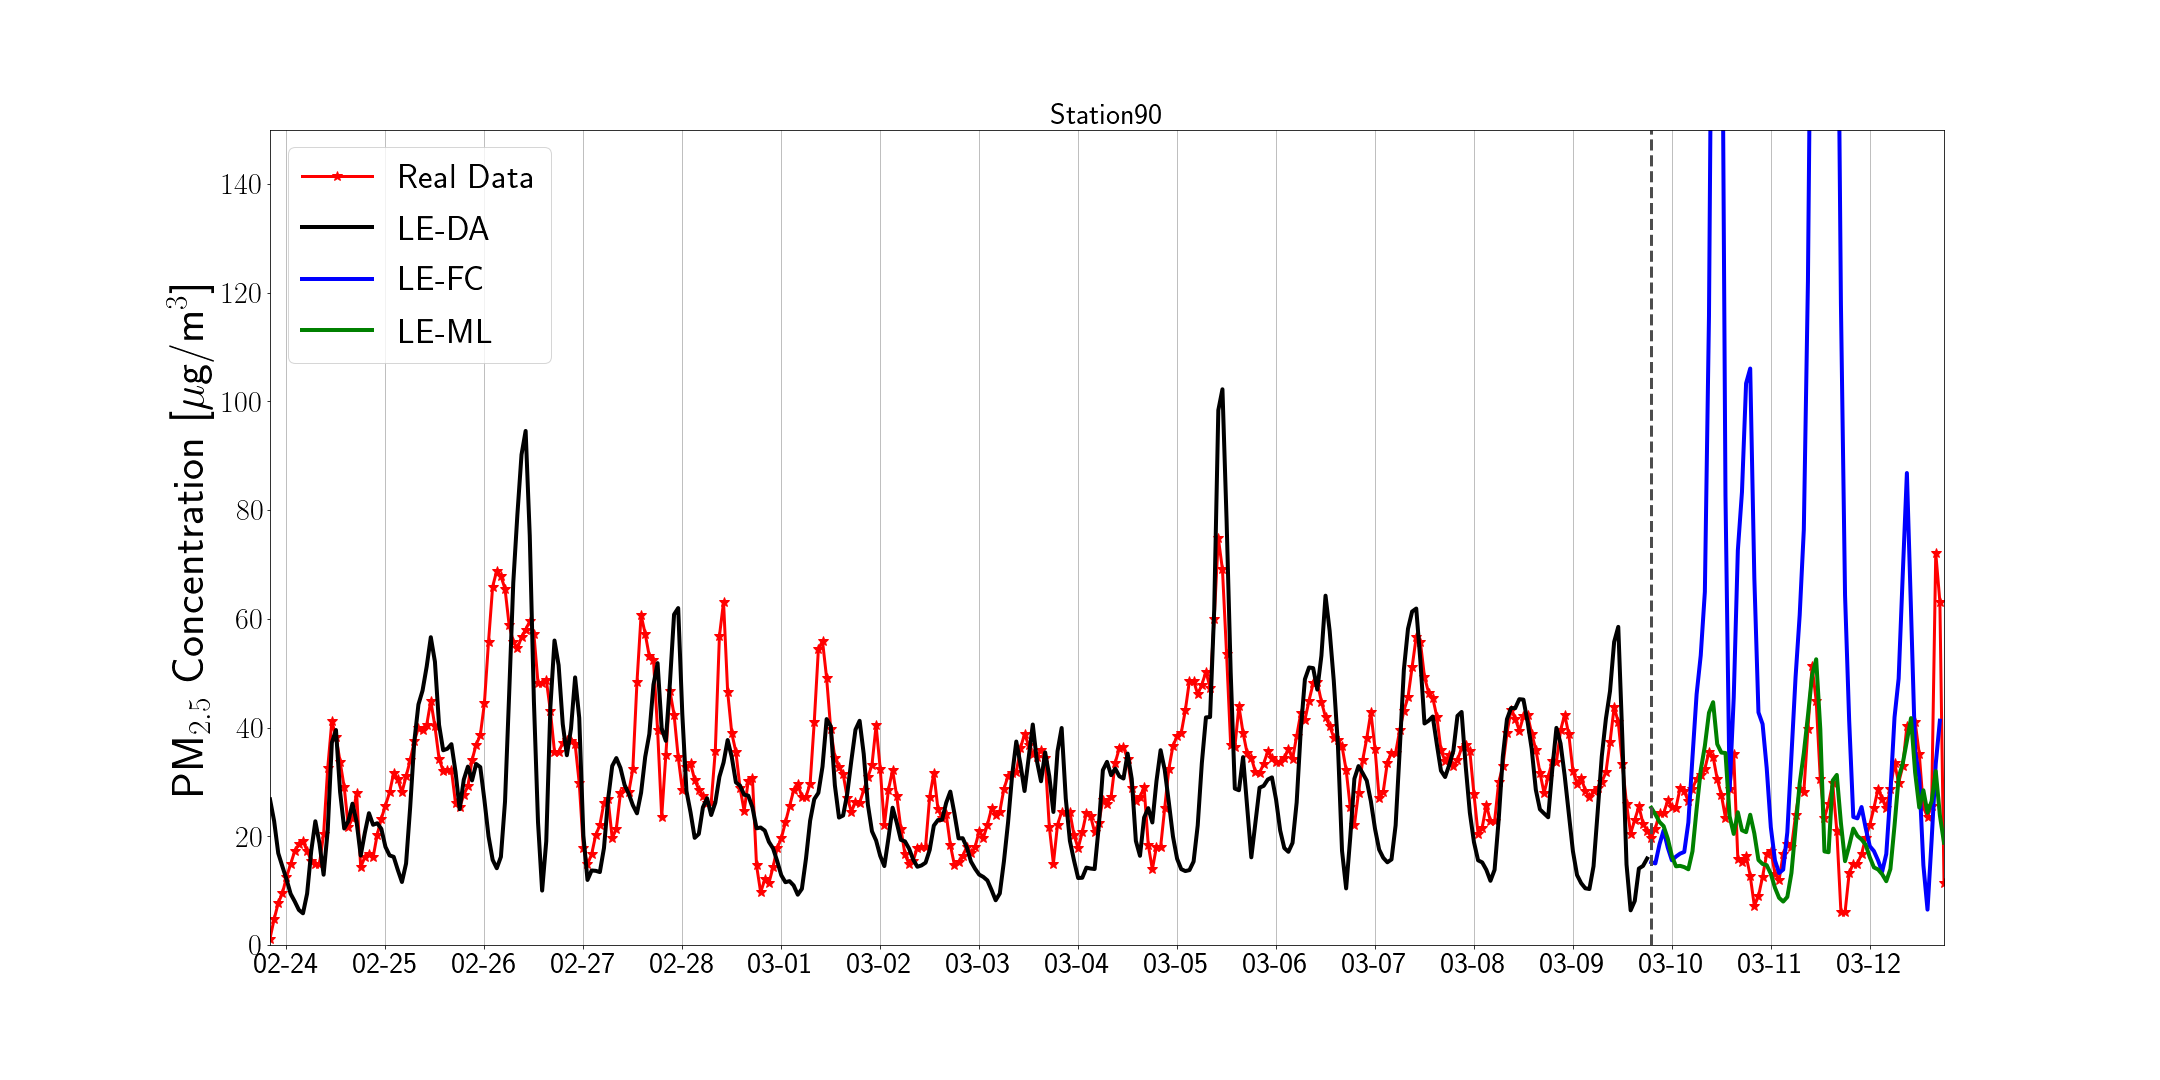 Station90
Real Data
LE-DA
LE-FC
LE-ML
PM2.5 Concentration [μg/m³]
140
120
100
80
60
40
20
0
02-24 02-25 02-26 02-27 02-28 03-01 03-02 03-03 03-04 03-05 03-06 03-07 03-08 03-09 03-10 03-11 03-12